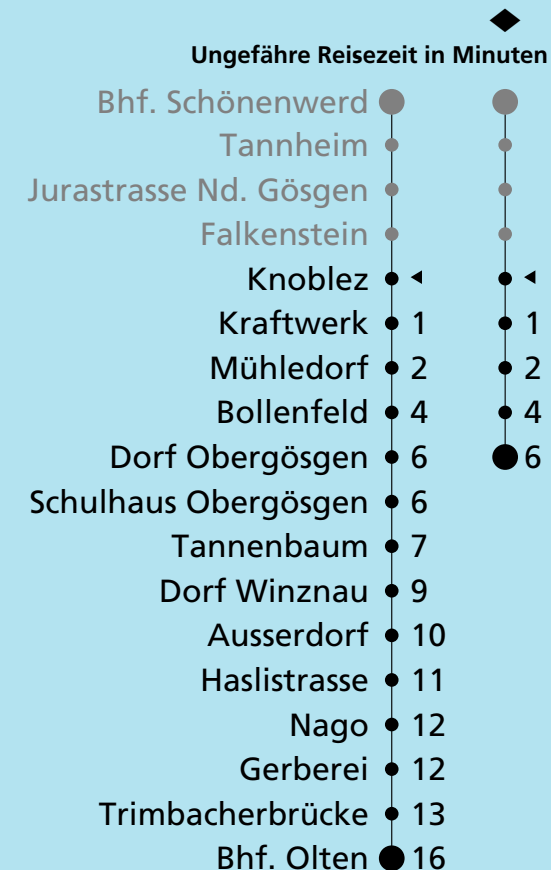 Ungefähre Reisezeit in Minuten
Bhf. Schönenwerd
Tannheim
Jurastrasse Nd. Gösgen
Falkenstein
Knoblez
Kraftwerk 1 1
Mühledorf 2 2
Bollenfeld 4 4
Dorf Obergösgen 6 6
Schulhaus Obergösgen 6
Tannenbaum 7
Dorf Winznau 9
Ausserdorf 10
Haslistrasse 11
Nago 12
Gerberei 12
Trimbacherbrücke 13
Bhf. Olten 16